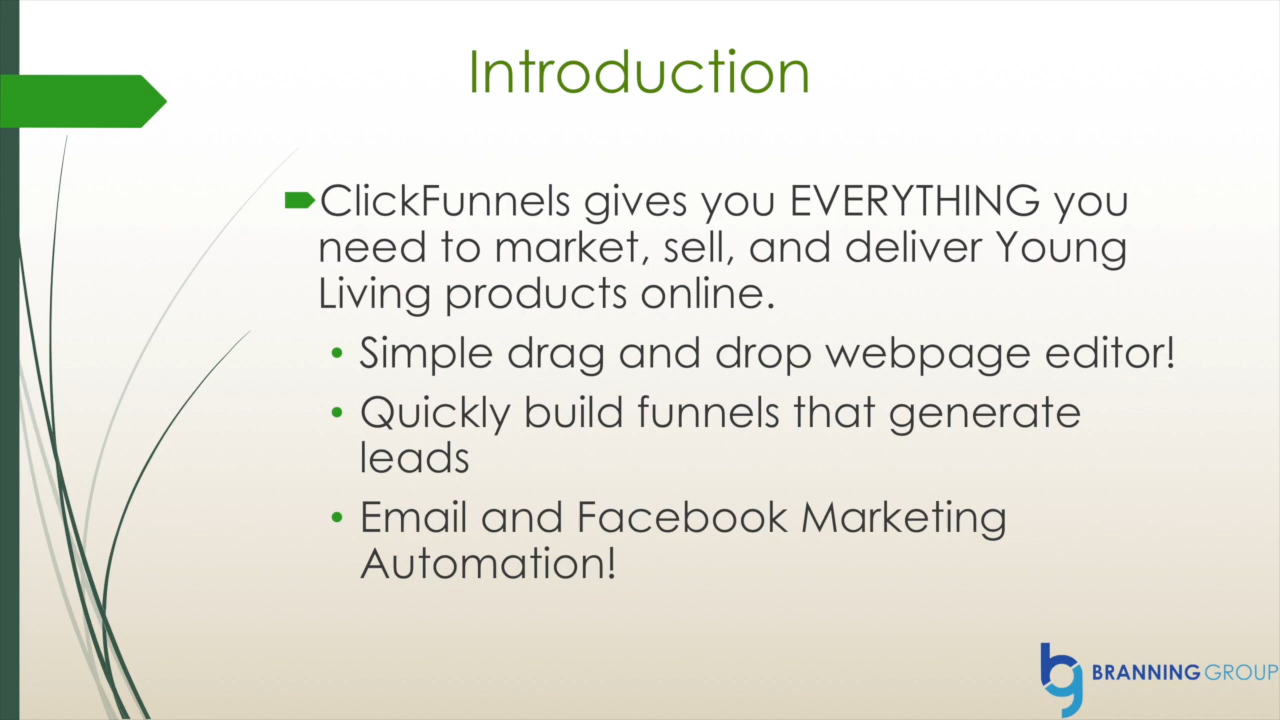 Introduction
ClickFunnels gives you EVERYTHING you
need to market, sell, and deliver Young
Living products online.
• Simple drag and drop webpage editor!
• Quickly build funnels that generate
leads
• Email and Facebook Marketing
Automation!
bg BRANNING GROUP